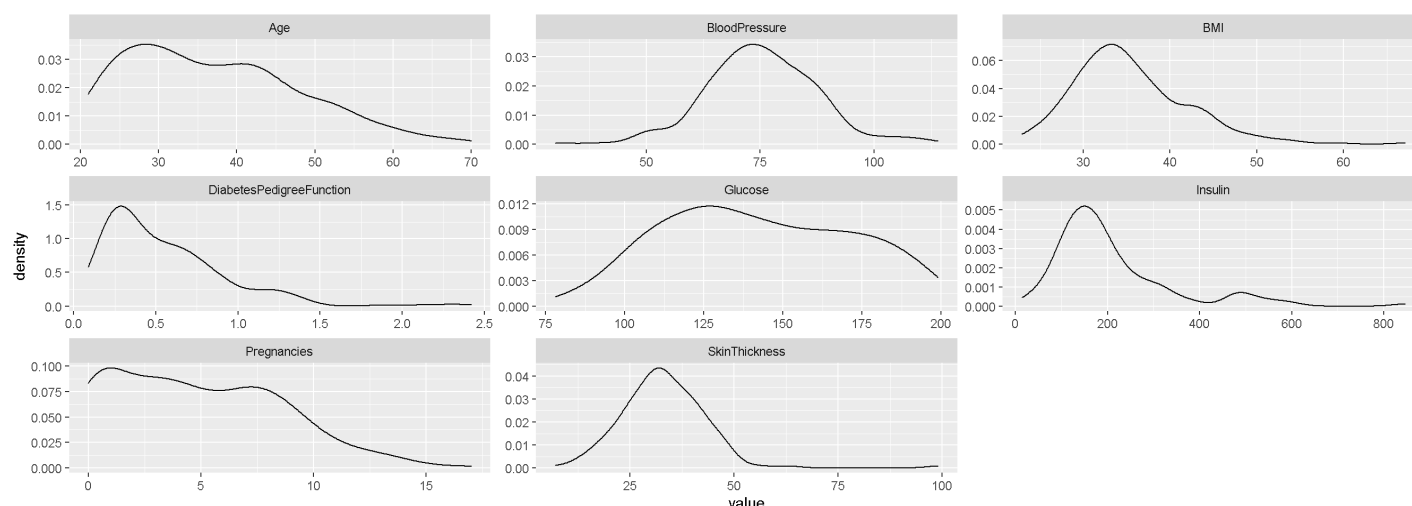 Age BloodPressure BMI
0.03
0.02
0.01
0.00
20 30 40 50 60 70
0.03
0.02
0.01
0.00
50 75 100
0.06
0.04
0.02
0.00
30 40 50 60
DiabetesPedigreeFunction Glucose Insulin
1.5
1.0
0.5
0.0
0.0 0.5 1.0 1.5 2.0 2.5
0.012
0.009
0.006
0.003
0.000
75 100 125 150 175 200
0.005
0.004
0.003
0.002
0.001
0.000
0 200 400 600 800
density
Pregnancies SkinThickness
0.100
0.075
0.050
0.025
0.000
0 5 10 15
0.04
0.03
0.02
0.01
0.00
25 50 75 100
value